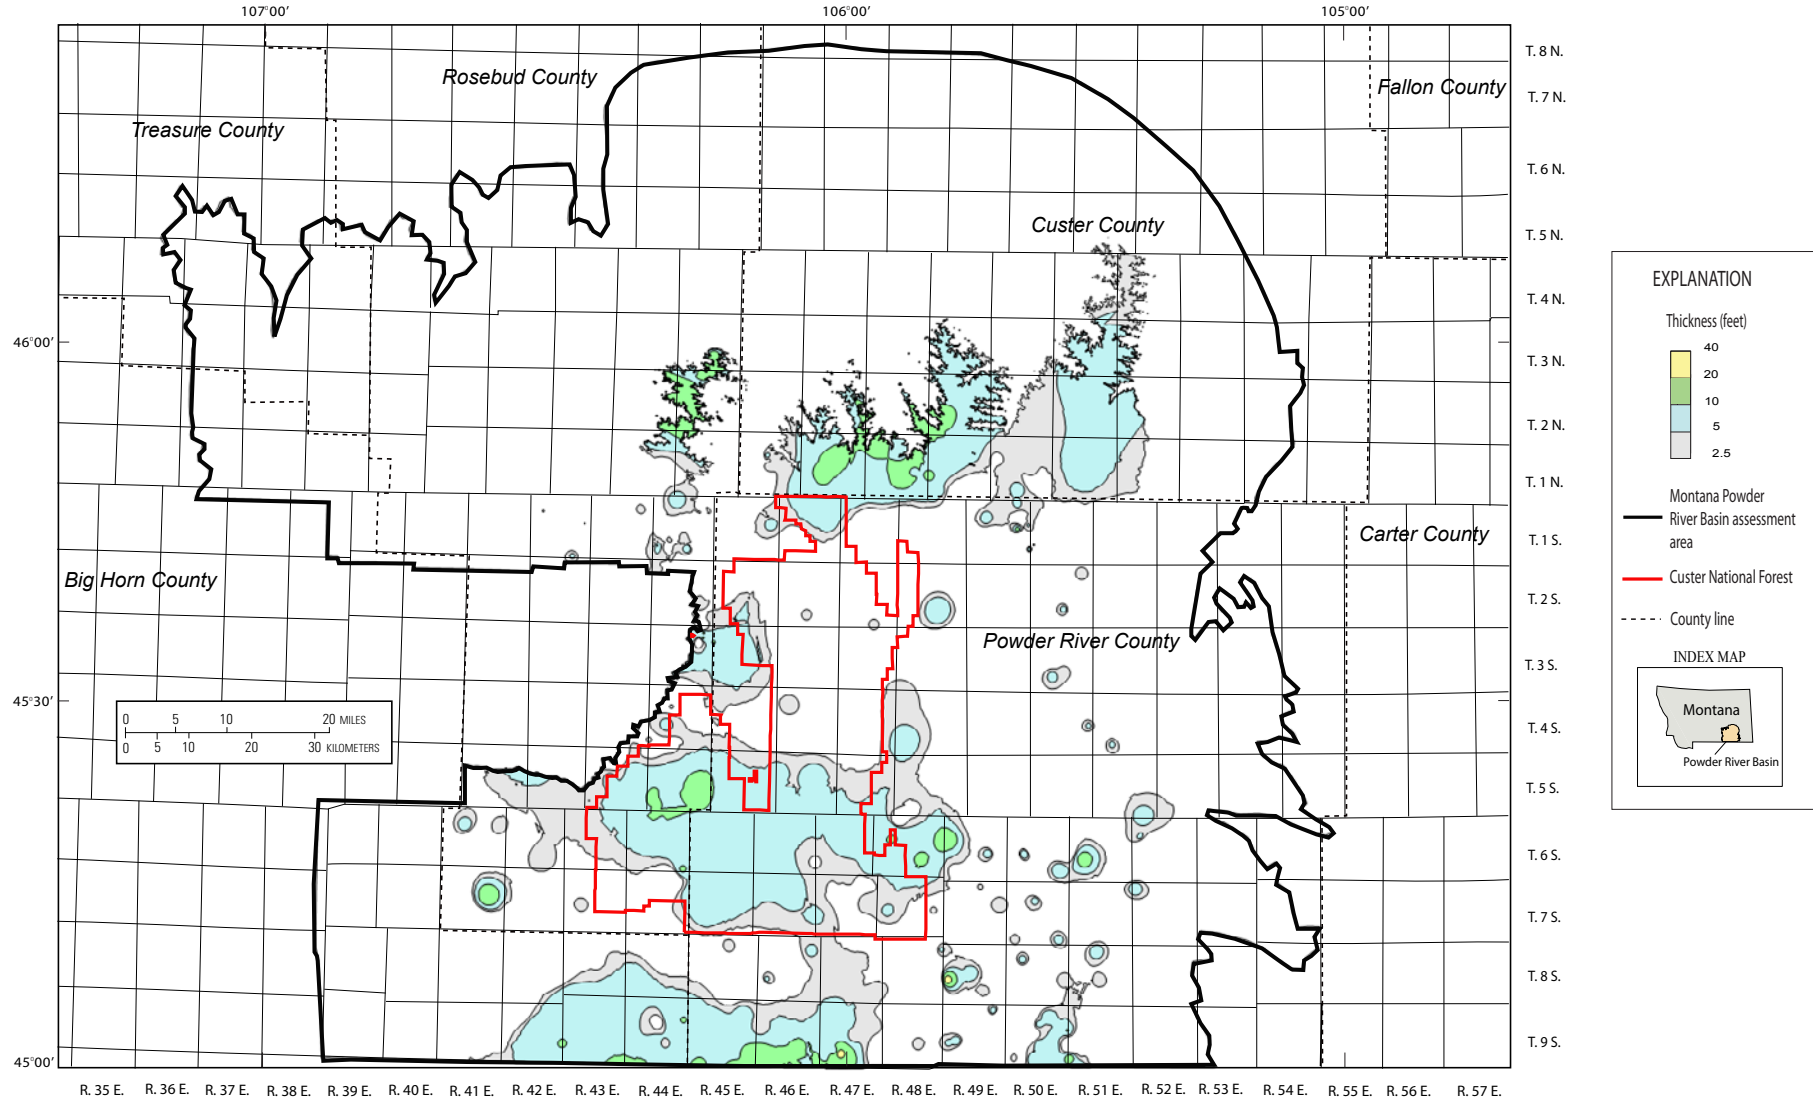 107°00' 106°00' 105°00'
T. 8 N.
Rosebud County
Fallon County
T. 7 N.
Treasure County
T. 6 N.
Custer County
T. 5 N.
T. 4 N.
46°00'
T. 3 N.
T. 2 N.
T. 1 N.
Carter County
T. 1 S.
Big Horn County
T. 2 S.
Powder River County
T. 3 S.
45°30'
0 5 10 20 MILES
0 5 10 20 30 KILOMETERS
T. 4 S.
T. 5 S.
T. 6 S.
T. 7 S.
T. 8 S.
T. 9 S.
45°00'
R. 35 E. R. 36 E. R. 37 E. R. 38 E. R. 39 E. R. 40 E. R. 41 E. R. 42 E. R. 43 E. R. 44 E. R. 45 E. R. 46 E. R. 47 E. R. 48 E. R. 49 E. R. 50 E. R. 51 E. R. 52 E. R. 53 E. R. 54 E. R. 55 E. R. 56 E. R. 57 E.
EXPLANATION
Thickness (feet)
40
20
10
5
2.5
Montana Powder
River Basin assessment
area
Custer National Forest
County line
INDEX MAP
Montana
Powder River Basin